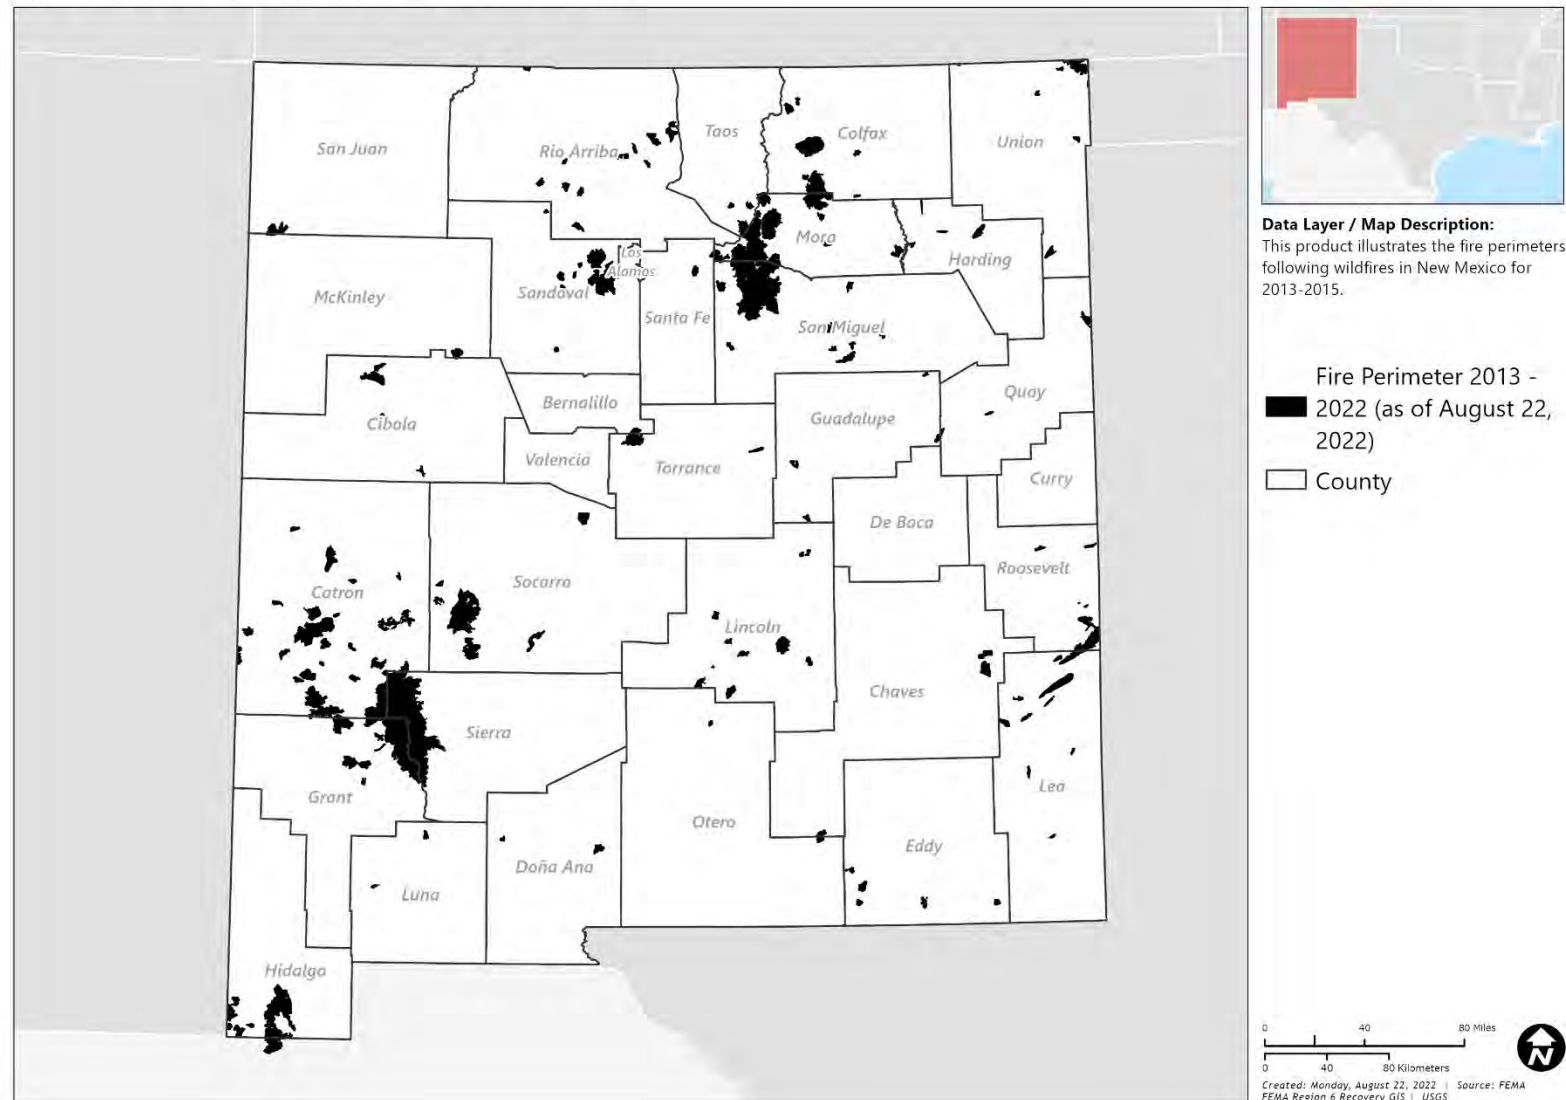 San Juan
Rio Arriba
Taos
Colfax
Union
Mora
Harding
Los
Alamos
McKinley
Sandoval
Santa Fe
San Miguel
Quay
Bernalillo
Guadalupe
Cibola
Valencia
Torrance
Curry
De Baca
Roosevelt
Catron
Socorro
Lincoln
Chaves
Sierra
Lea
Grant
Otero
Eddy
Doña Ana
Luna
Hidalgo
Data Layer / Map Description:
This product illustrates the fire perimeters
following wildfires in New Mexico for
2013-2015.
Fire Perimeter 2013 -
2022 (as of August 22,
2022)
County
0 40 80 Miles
0 40 80 Kilometers
N
Created: Monday, August 22, 2022 | Source: FEMA
FEMA Region 6 Recovery GIS | USGS